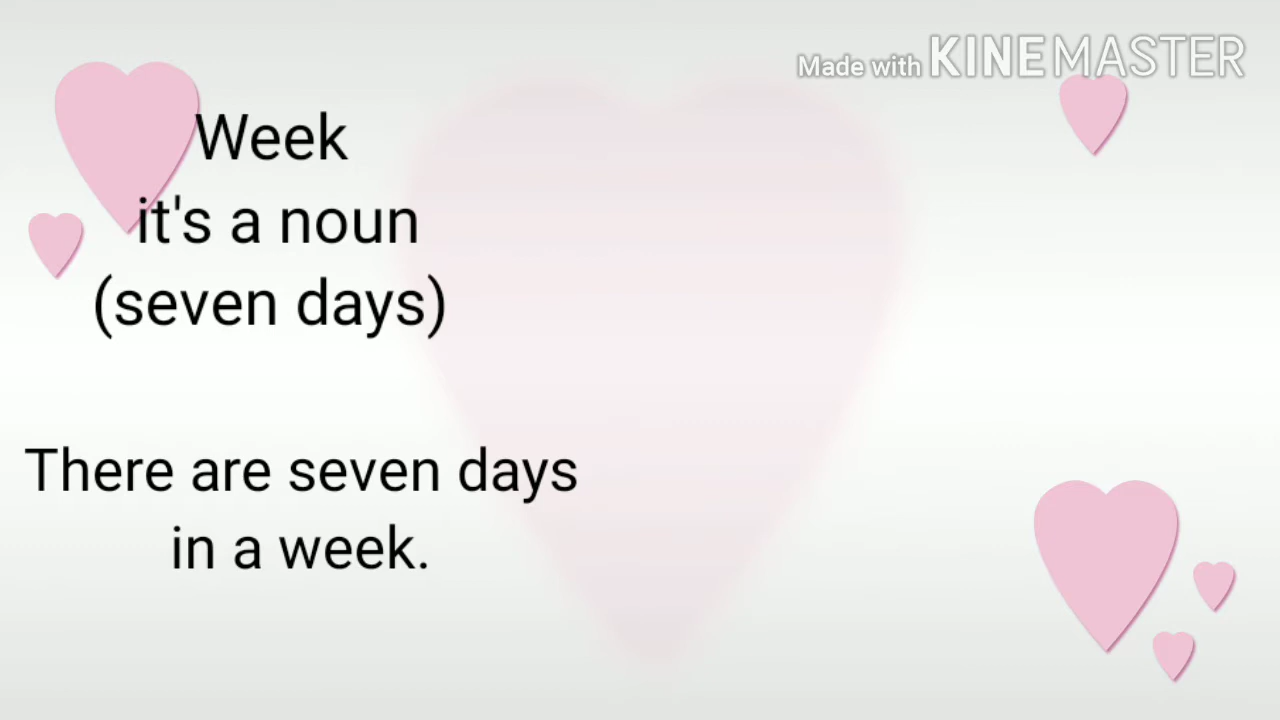 Made with KINEMASTER
Week
it's a noun
(seven days)
There are seven days
in a week.